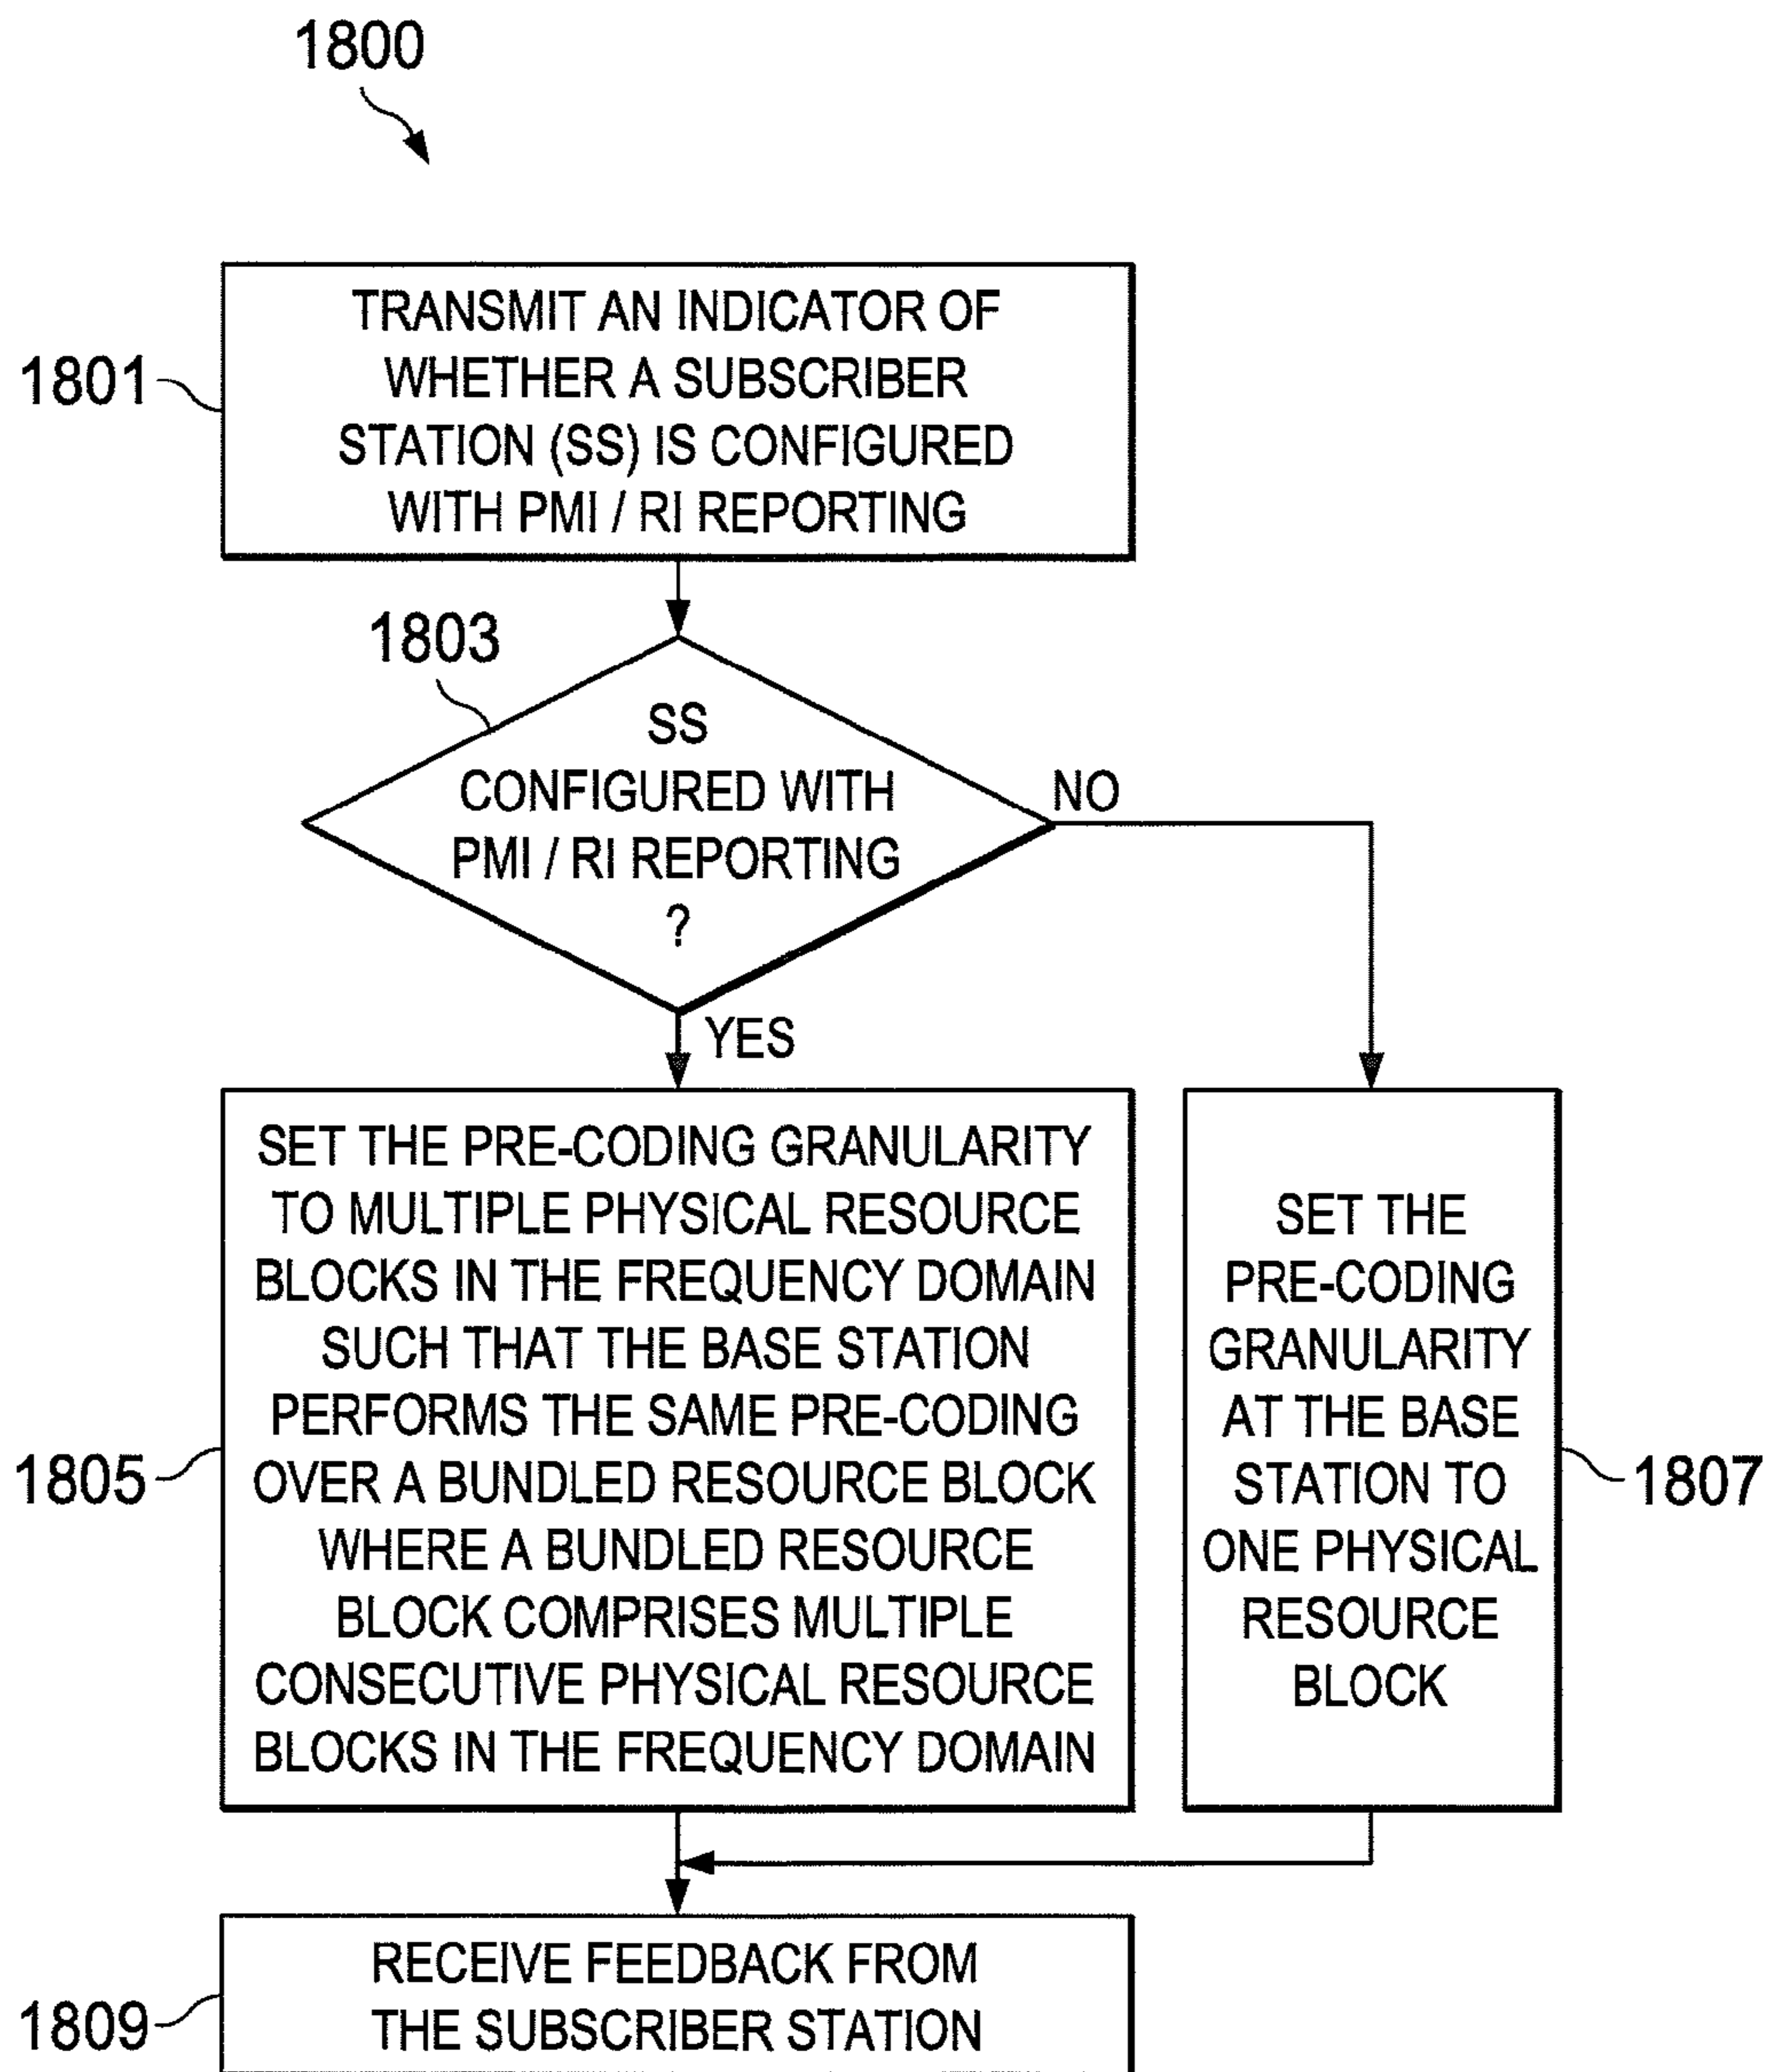 1800
1801
TRANSMIT AN INDICATOR OF
WHETHER A SUBSCRIBER
STATION (SS) IS CONFIGURED
WITH PMI / RI REPORTING
1803
SS
CONFIGURED WITH
PMI / RI REPORTING
?
NO
YES
1805
SET THE PRE-CODING GRANULARITY
TO MULTIPLE PHYSICAL RESOURCE
BLOCKS IN THE FREQUENCY DOMAIN
SUCH THAT THE BASE STATION
PERFORMS THE SAME PRE-CODING
OVER A BUNDLED RESOURCE BLOCK
WHERE A BUNDLED RESOURCE
BLOCK COMPRISES MULTIPLE
CONSECUTIVE PHYSICAL RESOURCE
BLOCKS IN THE FREQUENCY DOMAIN
SET THE
PRE-CODING
GRANULARITY
AT THE BASE
STATION TO
ONE PHYSICAL
RESOURCE
BLOCK
1807
1809
RECEIVE FEEDBACK FROM
THE SUBSCRIBER STATION